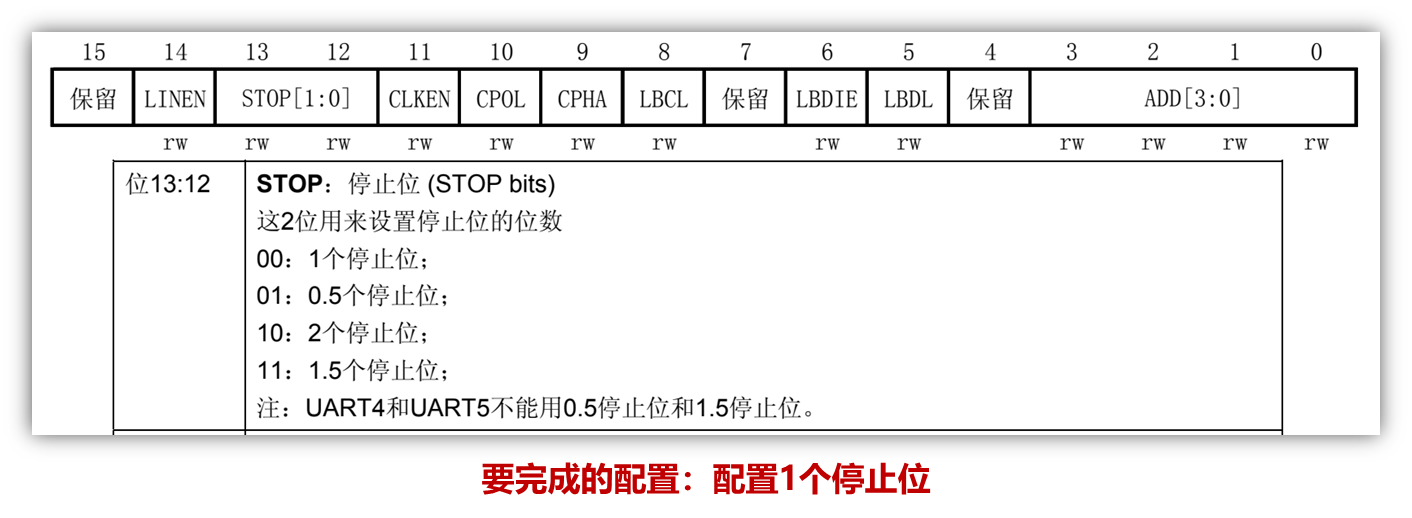 15 14 13 12 11 10 9 8 7 6 5 4 3 2 1 0
保留 LINEN STOP[1:0] CLKEN CPOL CPHA LBCL 保留 LBDIE LBDL 保留 ADD[3:0]
rw rw rw rw rw rw rw rw rw rw rw rw rw
位13:12 STOP：停止位 (STOP bits)
这2位用来设置停止位的位数
00：1个停止位；
01：0.5个停止位；
10：2个停止位；
11：1.5个停止位；
注：UART4和UART5不能用0.5停止位和1.5停止位。
要完成的配置：配置1个停止位